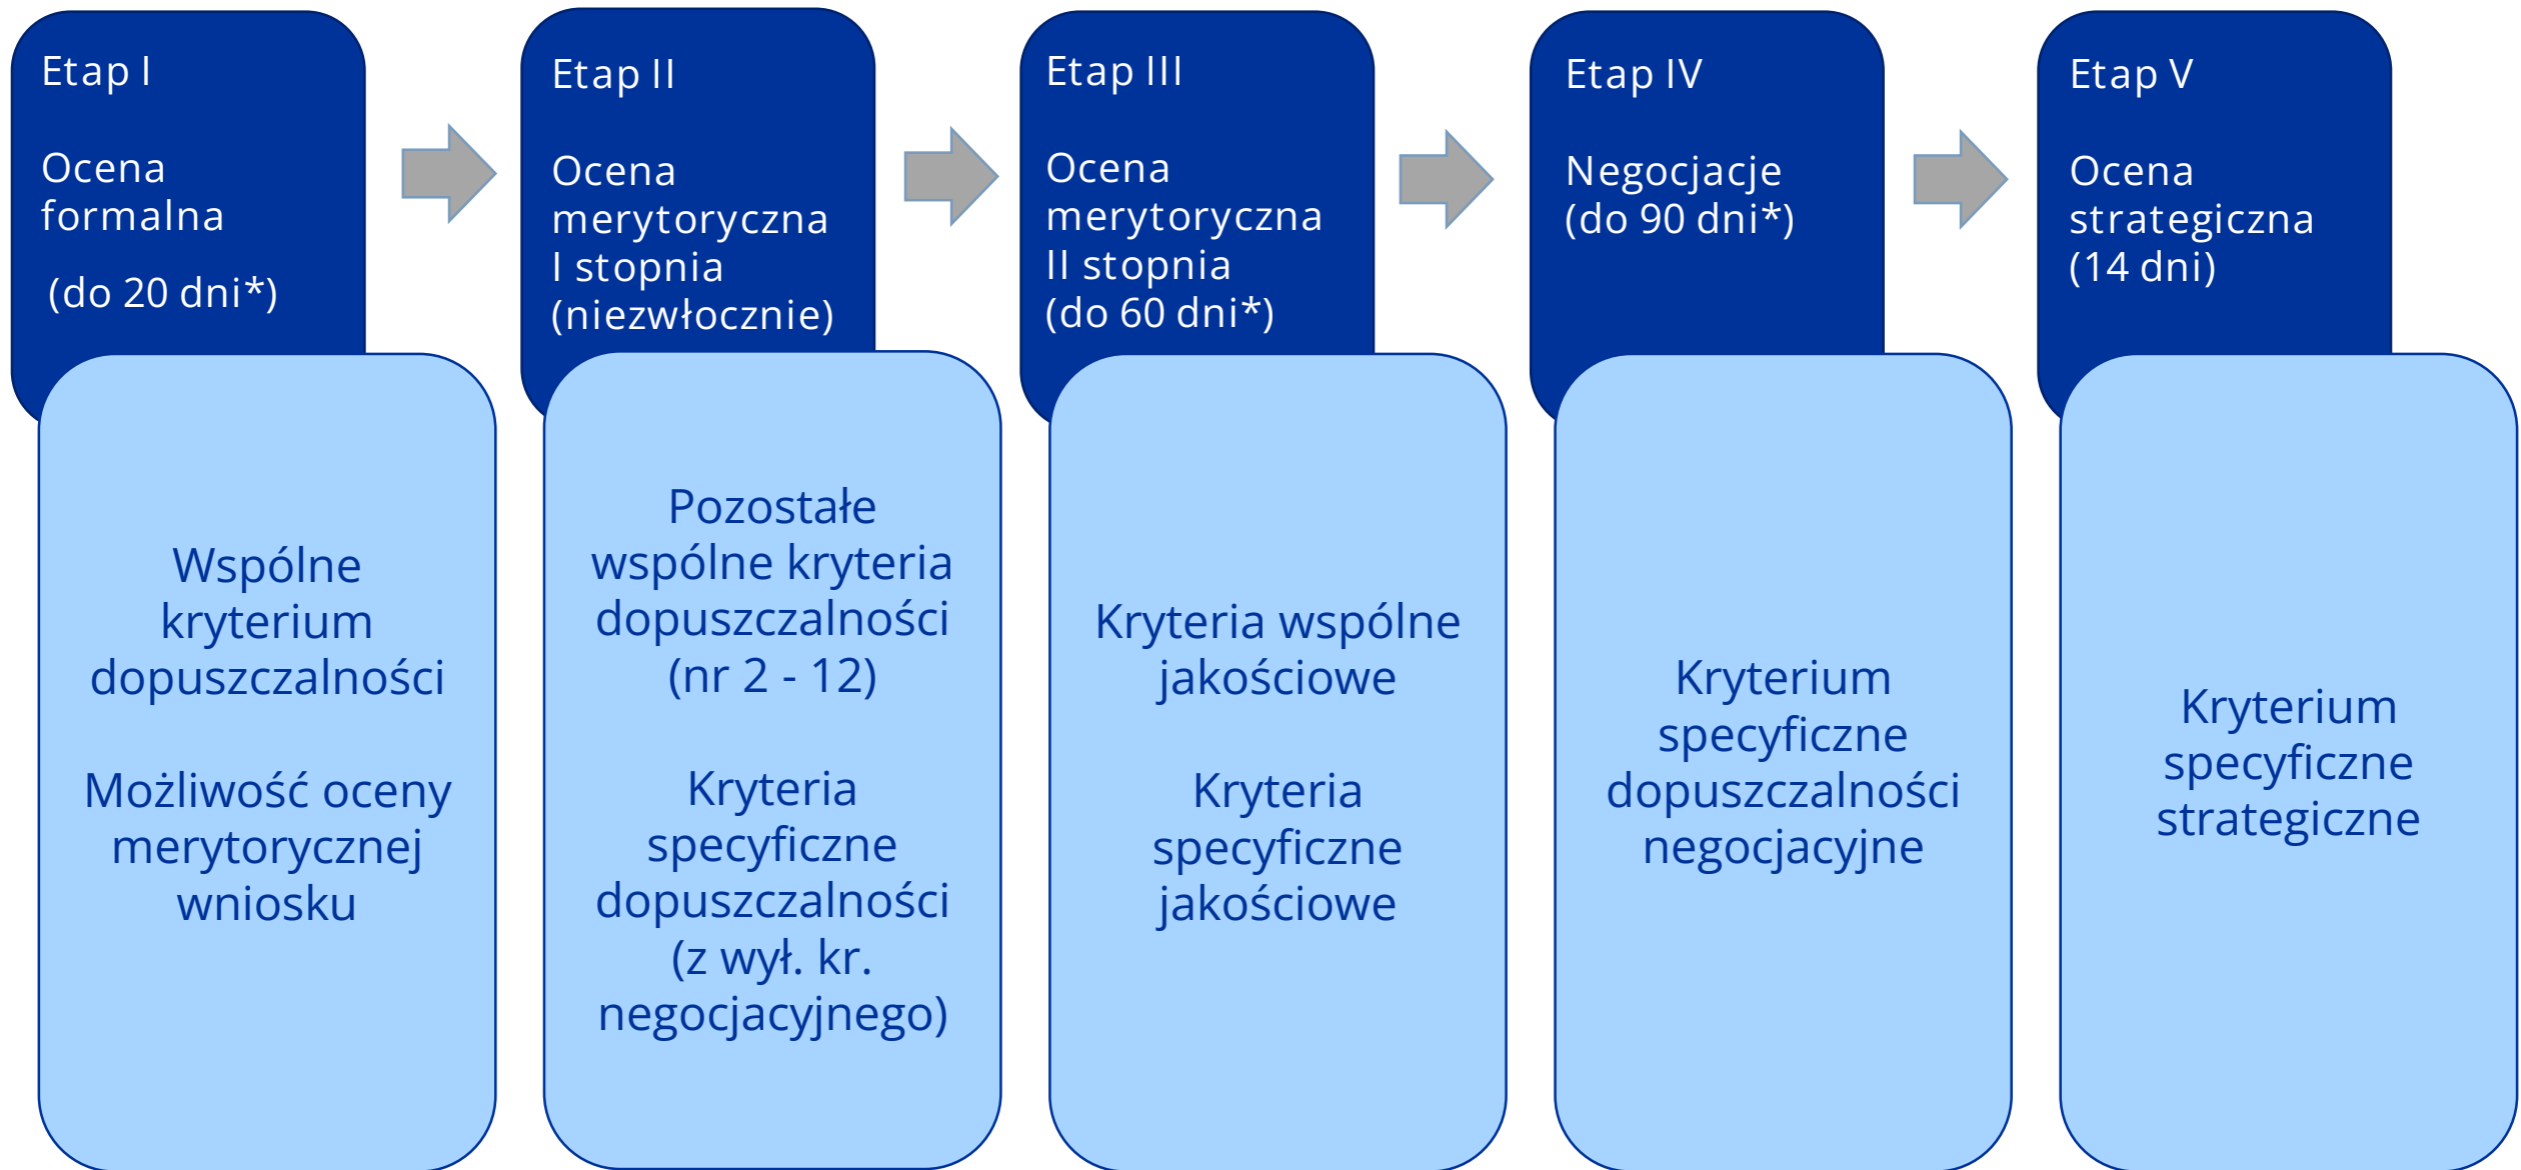 Etap I
Ocena
formalna
(do 20 dni*)
Wspólne
kryterium
dopuszczalności
Możliwość oceny
merytorycznej
wniosku
Etap II
Ocena
merytoryczna
I stopnia
(niezwłocznie)
Pozostałe
wspólne kryteria
dopuszczalności
(nr 2 - 12)
Kryteria
specyficzne
dopuszczalności
(z wył. kr.
negocjacyjnego)
Etap III
Ocena
merytoryczna
II stopnia
(do 60 dni*)
Kryteria wspólne
jakościowe
Kryteria
specyficzne
jakościowe
Etap IV
Negocjacje
(do 90 dni*)
Kryterium
specyficzne
dopuszczalności
negocjacyjne
Etap V
Ocena
strategiczna
(14 dni)
Kryterium
specyficzne
strategiczne